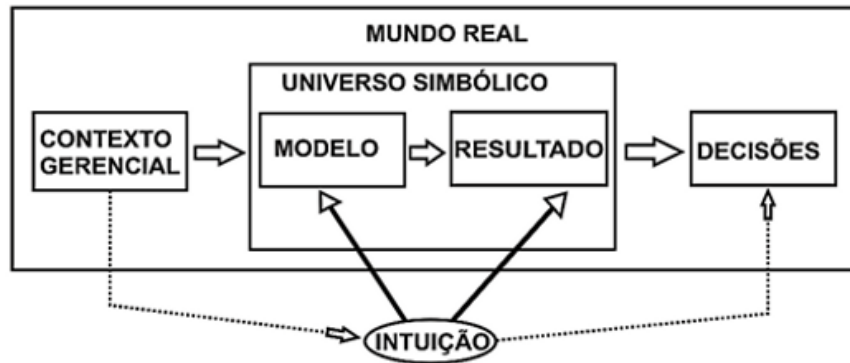 MUNDO REAL
UNIVERSO SIMBÓLICO
CONTEXTO
GERENCIAL
MODELO
RESULTADO
DECISÕES
INTUIÇÃO